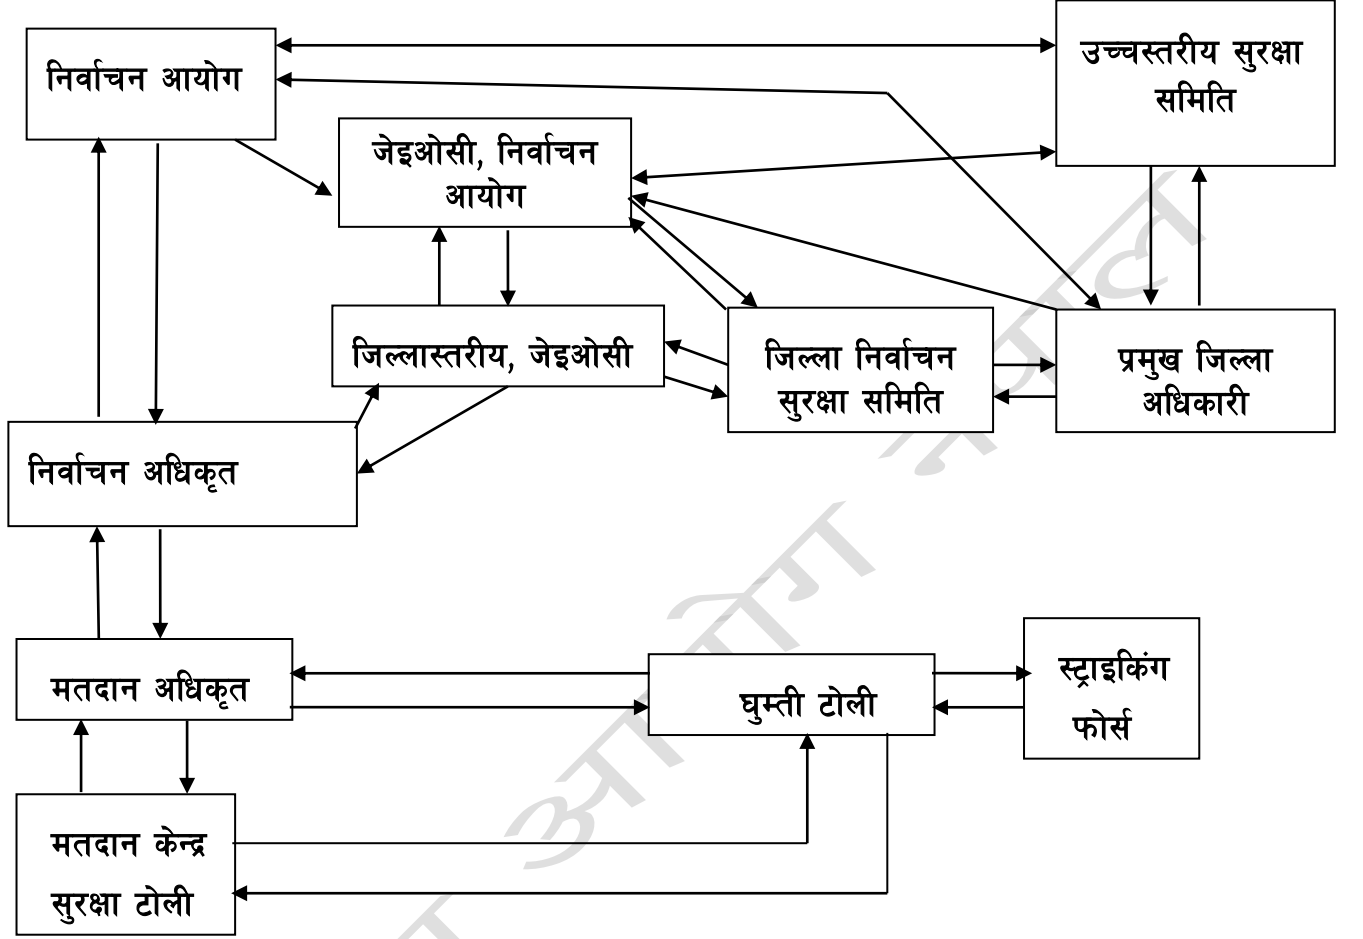 निर्वाचन आयोग
उच्चस्तरीय सुरक्षा
समिति
जेइओसी, निर्वाचन
आयोग
जिल्लास्तरीय, जेइओसी
जिल्ला निर्वाचन
सुरक्षा समिति
प्रमुख जिल्ला
अधिकारी
निर्वाचन अधिकृत
मतदान अधिकृत
घुम्ती टोली
स्ट्राइकिंग
फोर्स
मतदान केन्द्र
सुरक्षा टोली
आयोग नेपाल